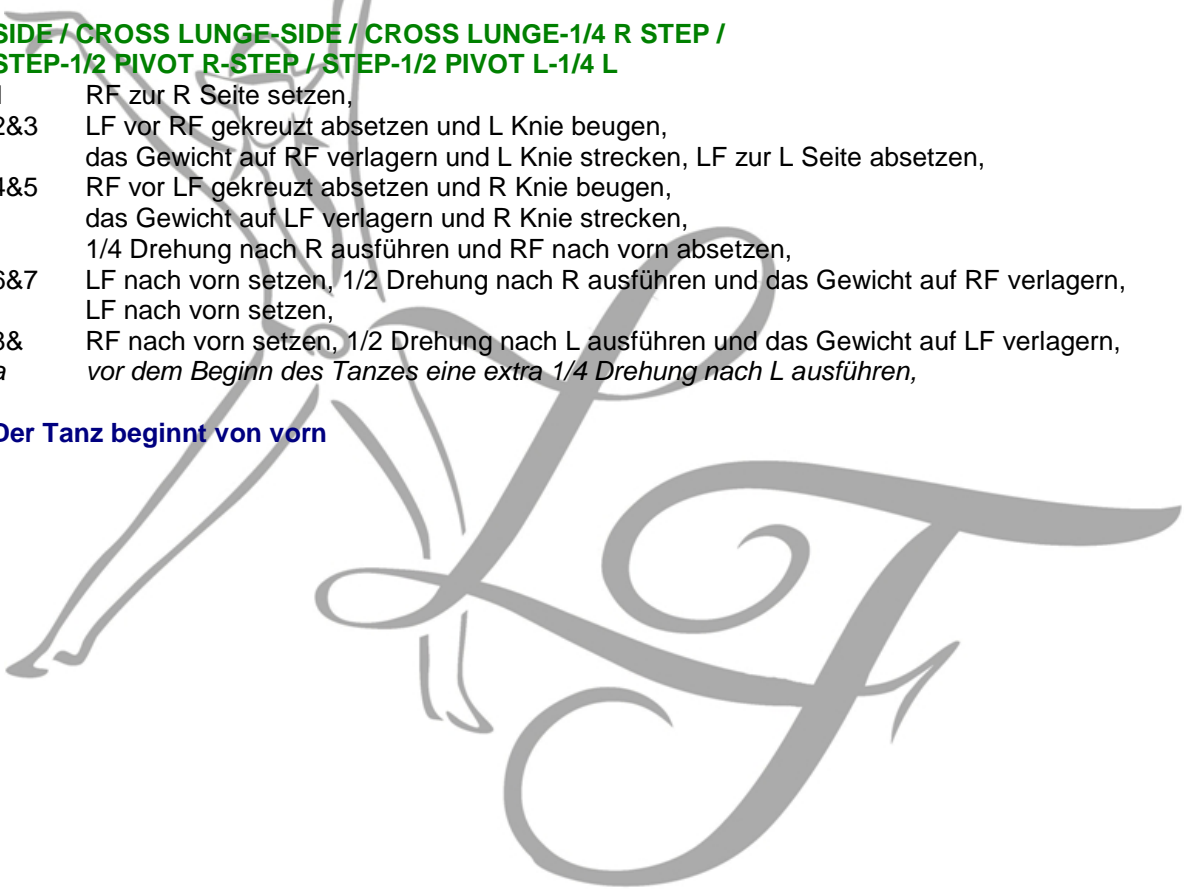 SIDE / CROSS LUNGE-SIDE / CROSS LUNGE-1/4 R STEP /
STEP-1/2 PIVOT R-STEP / STEP-1/2 PIVOT L-1/4 L
1 RF zur R Seite setzen,
2&3 LF vor RF gekreuzt absetzen und L Knie beugen,
das Gewicht auf RF verlagern und L Knie strecken, LF zur L Seite absetzen,
4&5 RF vor LF gekreuzt absetzen und R Knie beugen,
das Gewicht auf LF verlagern und R Knie strecken,
1/4 Drehung nach R ausführen und RF nach vorn absetzen,
6&7 LF nach vorn setzen, 1/2 Drehung nach R ausführen und das Gewicht auf RF verlagern,
LF nach vorn setzen,
8& RF nach vorn setzen, 1/2 Drehung nach L ausführen und das Gewicht auf LF verlagern,
a vor dem Beginn des Tanzes eine extra 1/4 Drehung nach L ausführen,
Der Tanz beginnt von vorn
LF